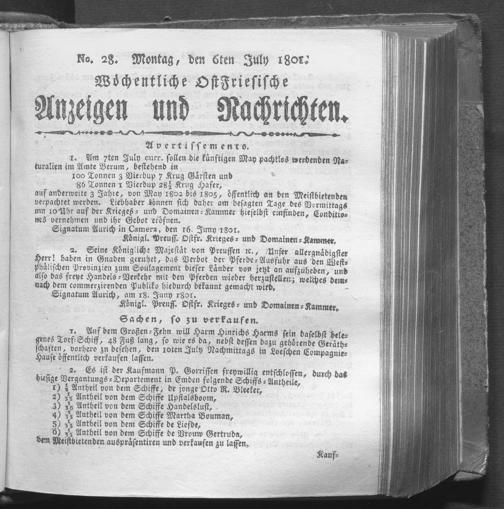 No. 28. Montag, den 6ten July 1801.
Wöchentliche OstFriesische
Anzeigen und Nachrichten.
Avertissements.
1. Am 7ten July curr. sollen die künftigen May pachtlos werdenden Na-
turalien im Amte Berum, bestehend in
100 Tonnen 3 Vierdup 7 Krug Gärsten und
86 Tonnen 1 Vierdup 28½ Krug Hafer,
auf anderweite 3 Jahre, von May 1802 bis 1805, öffentlich an den Meistbietenden
verpachtet werden. Liebhaber können sich daher am besagten Tage des Vormittags
um 10 Uhr auf der Krieges- und Domainen-Kammer hieselbst einfinden, Conditio-
nes vernehmen und ihr Gebot eröfnen.
Signatum Aurich in Camera, den 16. Juny 1801.
Königl. Preuss. Ostfr. Krieges- und Domainen-Kammer.
2. Seine Königliche Majestät von Preussen ꝛc., Unser allergnädigster
Herr! haben in Gnaden geruhet, das Verbot der Pferde-Ausfuhr aus den West-
phälischen Provinzien zum Soulagement dieser Länder von jetzt an aufzuheben, und
also das freye Handels-Verkehr mit den Pferden wieder herzustellen; welches dem-
nach dem commerzirenden Publiko hiedurch bekannt gemacht wird.
Signatum Aurich, am 18. Juny 1801.
Königl. Preuss. Ostfr. Krieges- und Domainen-Kammer.
Sachen, so zu verkaufen.
1. Auf dem Großen-Fehn will Harm Hinrichs Harms sein daselbst bele-
genes Torf-Schiff, 48 Fuß lang, so wie es da, nebst dessen dazu gehörende Geräth-
schaften, vorhero zu besehen, den 10ten July Nachmittags in Loeschen Compagnie-
Hause öffentlich verkaufen lassen.
2. Es ist der Kaufmann P. Gorrissen freywillig entschlossen, durch das
hiesige Vergantungs-Departement in Emden folgende Schiffs-Antheile,
1) Antheil von dem Schiffe, de jonge Otto R. Bleeker,
2) Antheil von dem Schiffe Upstalsboom,
3) Antheil von dem Schiffe Handelslust,
4) Antheil von dem Schiffe Martha Bouman,
5) Antheil von dem Schiffe de Liefde,
6) Antheil von dem Schiffe de Vrouw Gertruda,
dem Meistbietenden auspräsentiren und verkaufen zu lassen.
Kauf-